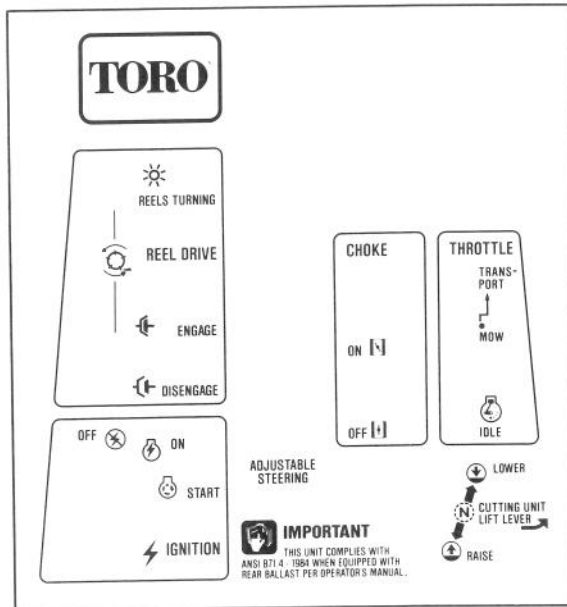 TORO
REELS TURNING
REEL DRIVE
ENGAGE
DISENGAGE
OFF
ON
START
IGNITION
CHOKE
ON
OFF
THROTTLE
TRANS-
PORT
MOW
IDLE
ADJUSTABLE
STEERING
IMPORTANT
THIS UNIT COMPLIES WITH
ANSI B71.4 - 1984 WHEN EQUIPPED WITH
REAR BALLAST PER OPERATOR'S MANUAL.
LOWER
N
CUTTING UNIT
LIFT LEVER
RAISE